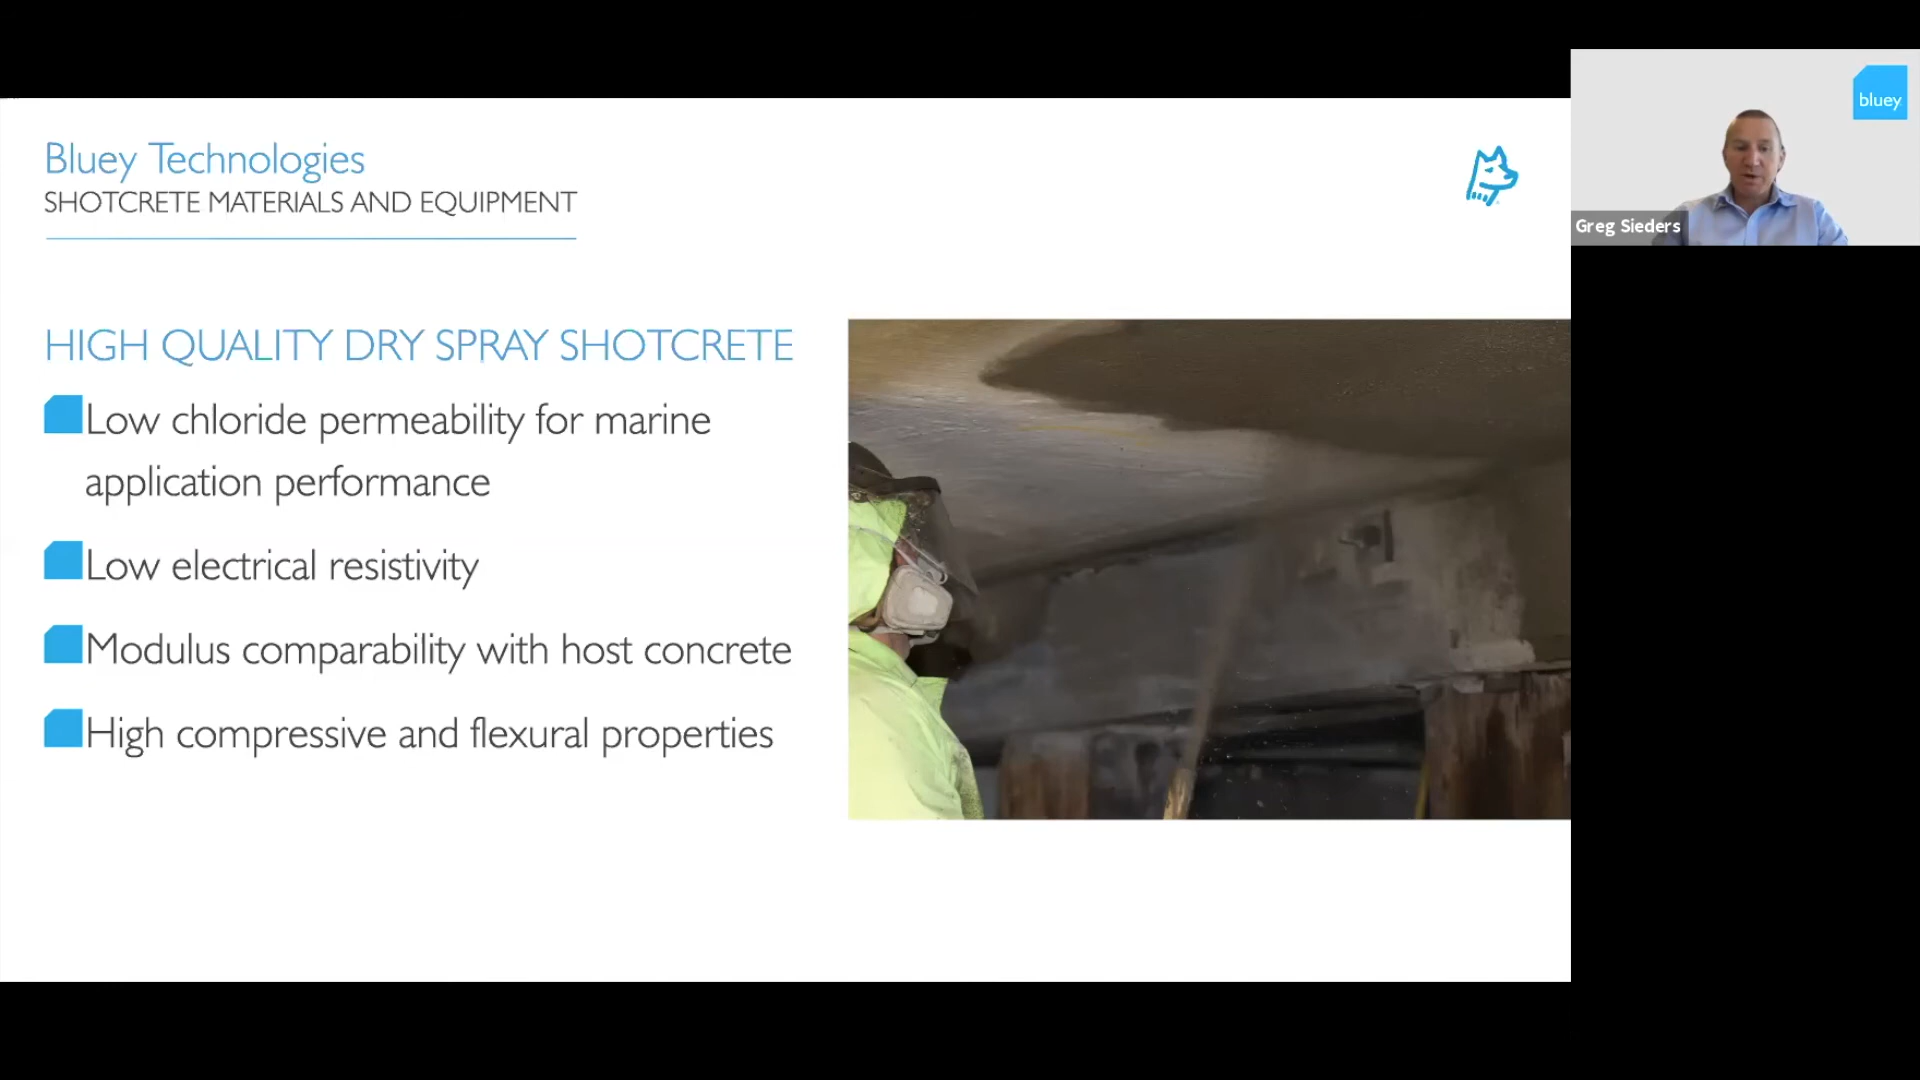 Bluey Technologies
SHOTCRETE MATERIALS AND EQUIPMENT
HIGH QUALITY DRY SPRAY SHOTCRETE
Low chloride permeability for marine
application performance
Low electrical resistivity
Modulus comparability with host concrete
High compressive and flexural properties
bluey
Greg Sieders